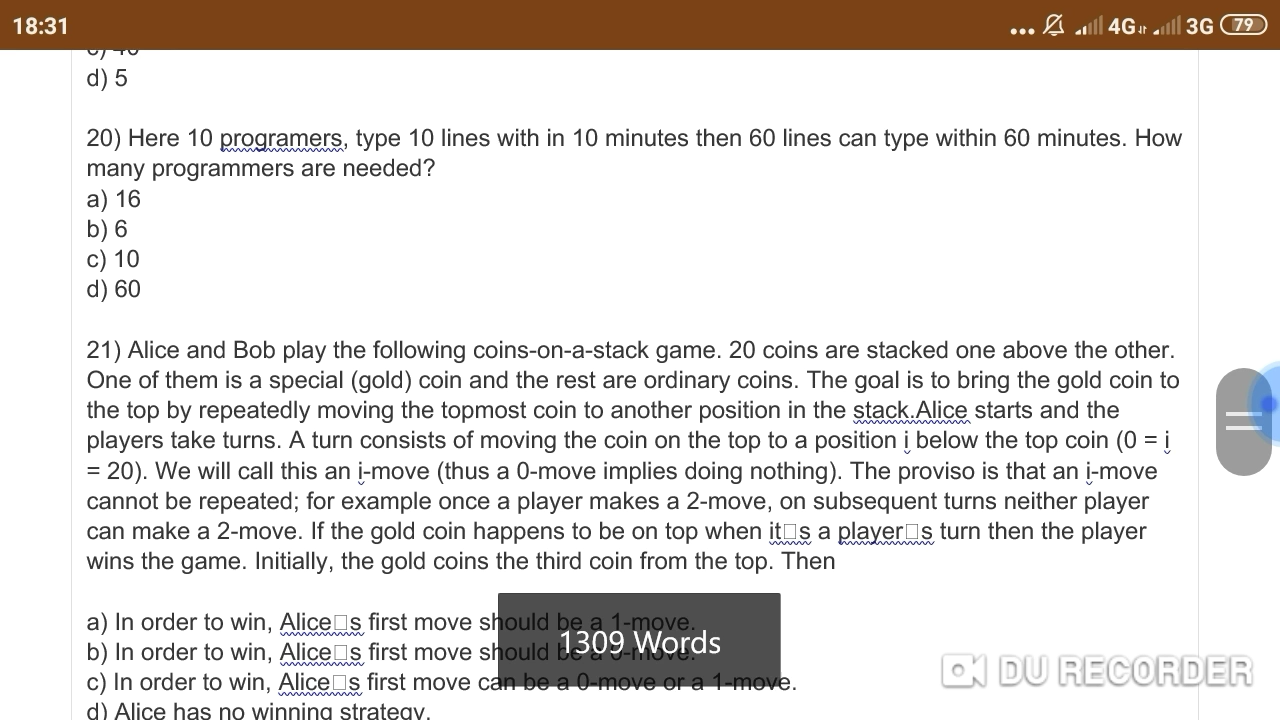 18:31
4G 3G 79
d) 5
20) Here 10 programers, type 10 lines with in 10 minutes then 60 lines can type within 60 minutes. How
many programmers are needed?
a) 16
b) 6
c) 10
d) 60
21) Alice and Bob play the following coins-on-a-stack game. 20 coins are stacked one above the other.
One of them is a special (gold) coin and the rest are ordinary coins. The goal is to bring the gold coin to
the top by repeatedly moving the topmost coin to another position in the stack.Alice starts and the
players take turns. A turn consists of moving the coin on the top to a position i below the top coin (0 = i
= 20). We will call this an i-move (thus a 0-move implies doing nothing). The proviso is that an i-move
cannot be repeated; for example once a player makes a 2-move, on subsequent turns neither player
can make a 2-move. If the gold coin happens to be on top when it□s a player□s turn then the player
wins the game. Initially, the gold coins the third coin from the top. Then
a) In order to win, Alice□s first move should be a 1-move.
b) In order to win, Alice□s first move should be a 0-move.
c) In order to win, Alice□s first move can be a 0-move or a 1-move.
d) Alice has no winning strategy.
1309 Words
DU RECORDER